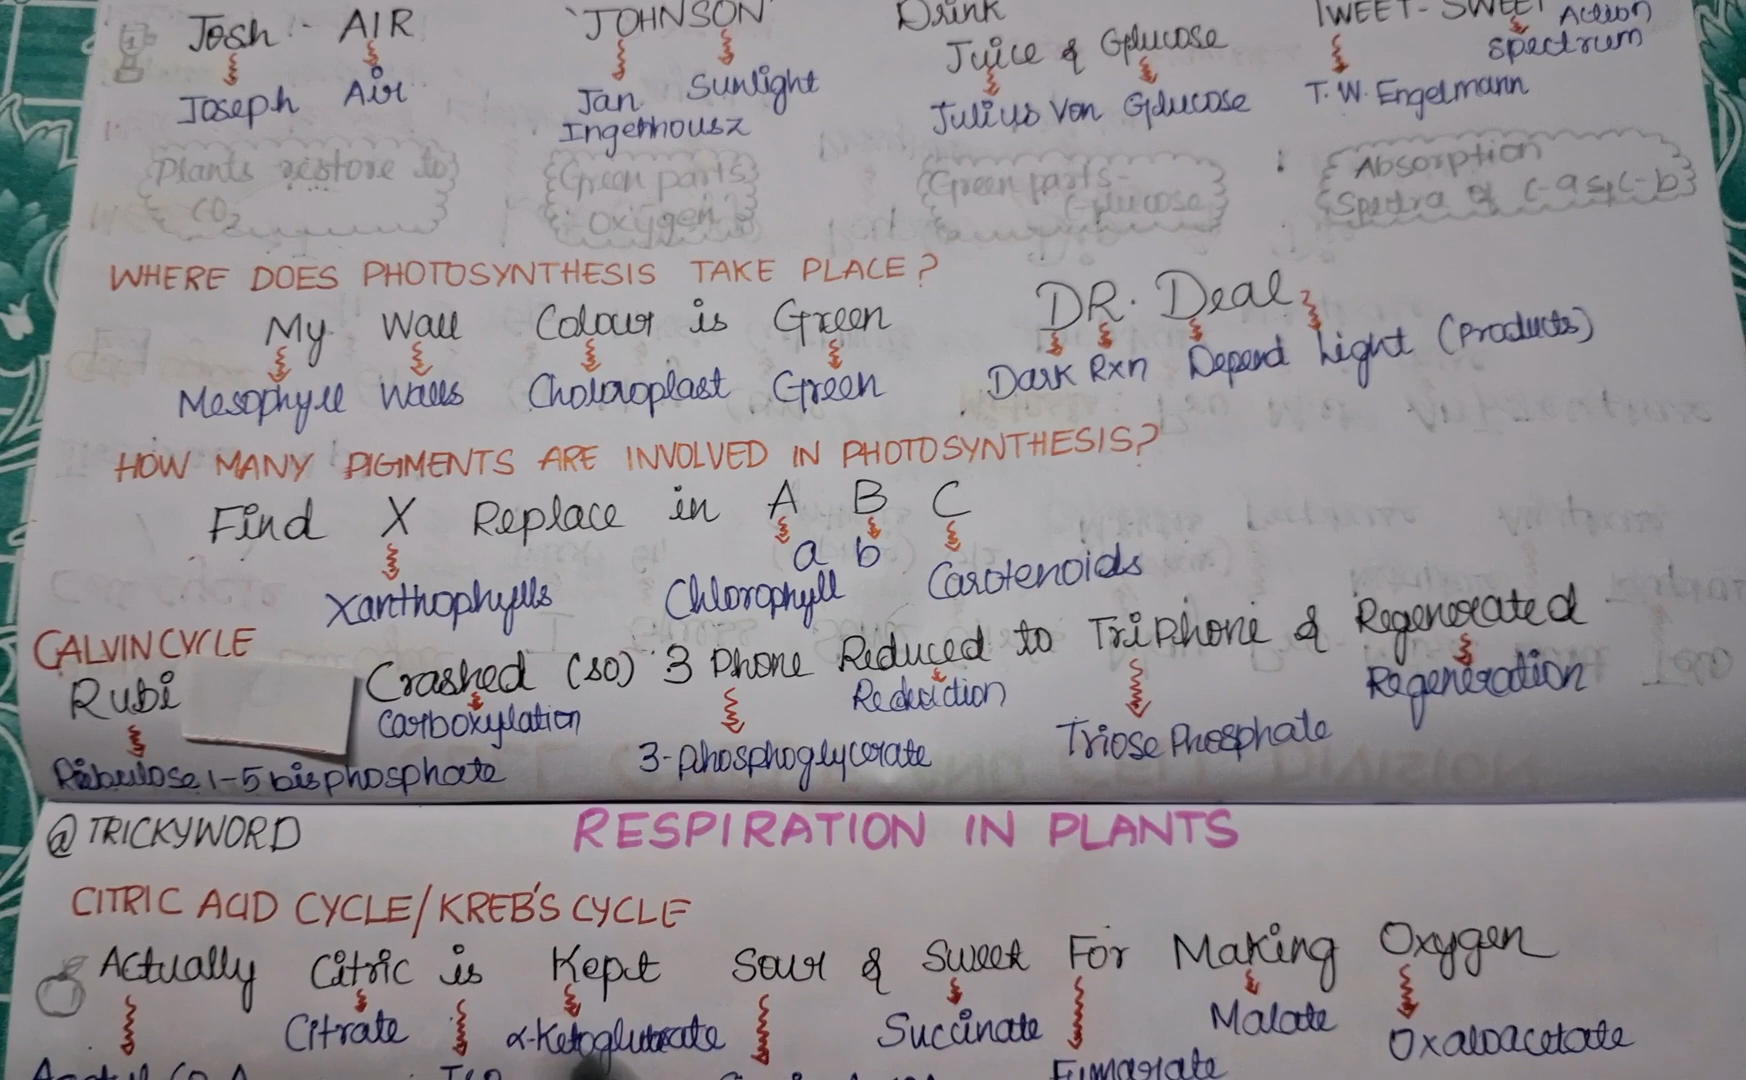 Josh - AIR 'JOHNSON' Drink TWEET - SWEET
Juice & Glucose Action
Spectrum
Joseph Air Jan Sunlight Julius Von Glucose T.W. Engelmann
Ingenhousz
Plants restore to Green parts Green parts- Absorption
CO2 oxygen Glucose Spectra of
WHERE DOES PHOTOSYNTHESIS TAKE PLACE?
My Wall Colour is Green DR. Deal
Mesophyll Walls Choloroplast Green Dark Rxn Depend Light (Products)
HOW MANY PIGMENTS ARE INVOLVED IN PHOTOSYNTHESIS?
Find X Replace in A B C
a b
Xanthophylls Chlorophyll Carotenoids
CALVIN CYCLE
Rubi Crashed (so) 3 Phone Reduced to TriPhone & Regenerated
Carboxylation Reduction Regeneration
Ribulose 1-5 bisphosphate 3-phosphoglycerate Triose Phosphate
@TRICKYWORD RESPIRATION IN PLANTS
CITRIC ACID CYCLE/KREB'S CYCLE
Actually Citric is Kept Sour & Sweet For Making Oxygen
Citrate α-Ketoglutarate Succinate Malate Oxaloacetate
Fumarate